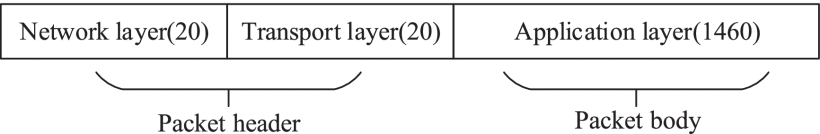 Network layer(20) Transport layer(20) Application layer(1460)
Packet header Packet body